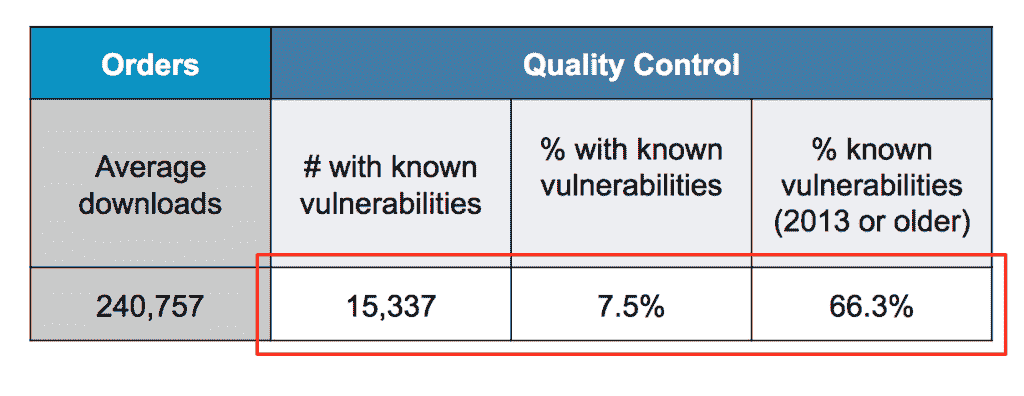 Orders
Quality Control
Average
downloads
# with known
vulnerabilities
% with known
vulnerabilities
% known
vulnerabilities
(2013 or older)
240,757
15,337
7.5%
66.3%